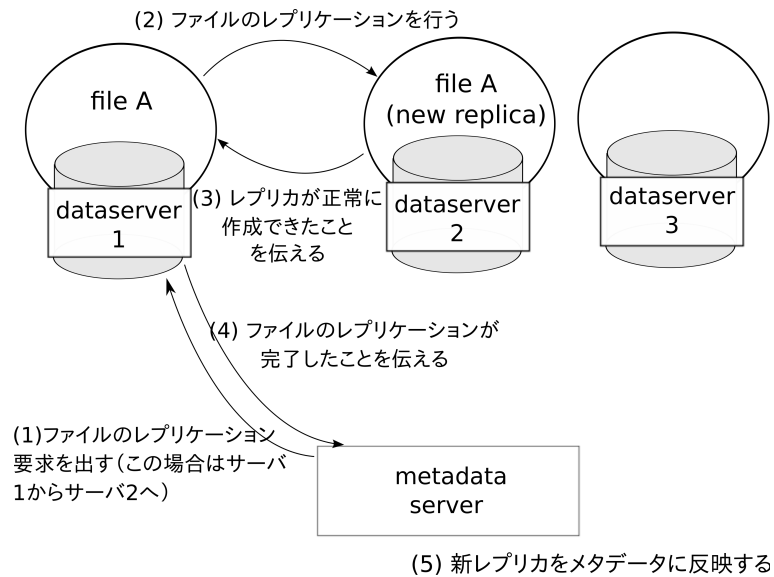 (2) ファイルのレプリケーションを行う
file A
file A
(new replica)
dataserver
1
(3) レプリカが正常に
作成できたこと
を伝える
dataserver
2
dataserver
3
(4) ファイルのレプリケーションが
完了したことを伝える
(1)ファイルのレプリケーション
要求を出す(この場合はサーバ
1からサーバ2へ)
metadata
server
(5) 新レプリカをメタデータに反映する